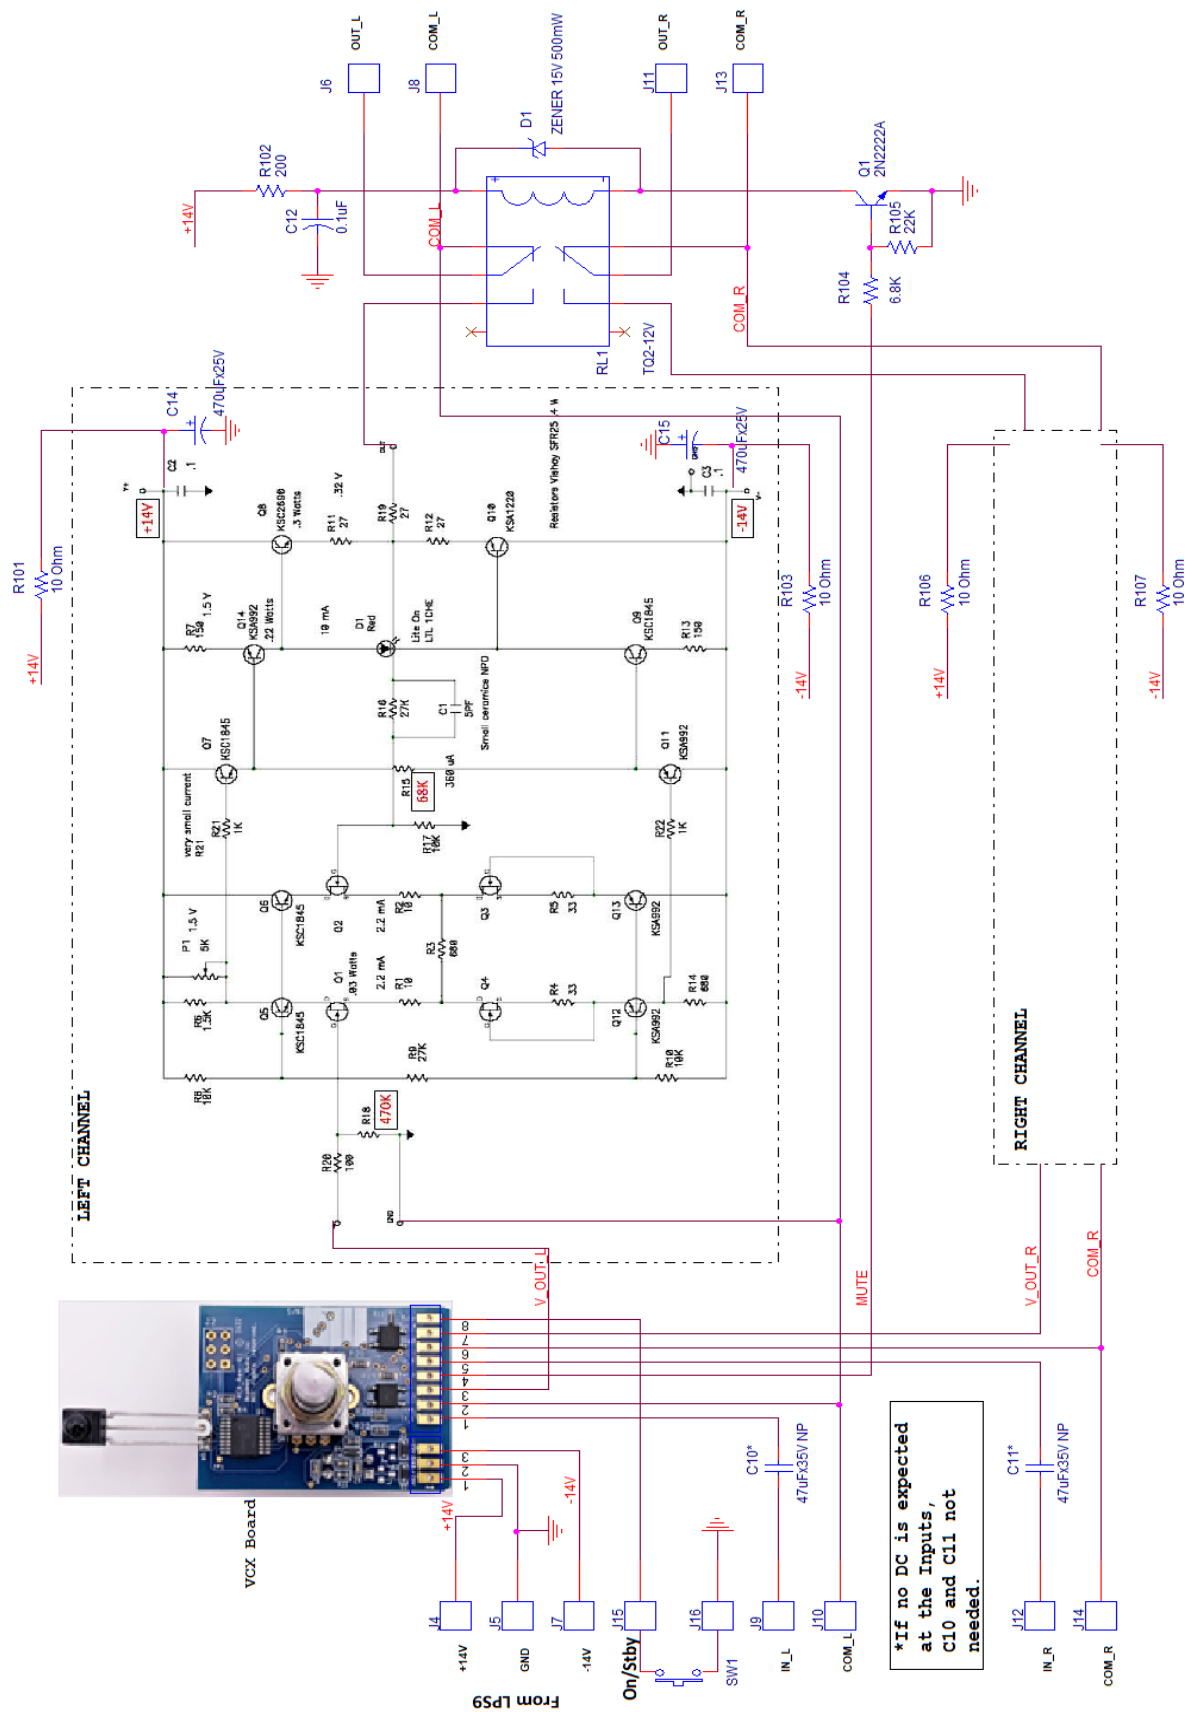 OUT_L
J6
COM_L
J8
OUT_R
J11
COM_R
J13
+14V
R102
200
C12
0.1uF
COM_L
D1
ZENER 15V 500mW
Q1
2N2222A
R105
22K
R104
6.8K
RL1
TQ2-12V
COM_R
LEFT CHANNEL
+14V
R101
10 Ohm
C14
470uFx25V
V+
C2
.1
+14V
Q8
KSC2690
.3 Watts
R11
27
.32 V
OUT
R19
27
R12
27
Q10
KSA1220
Resistors Vishay SFR25 .4 W
C15
470uFx25V
GND
C3
.1
V-
-14V
R7
150
1.5 V
Q14
KSA992
.22 Watts
10 mA
D1
Red
Lite On
LTL 1CHE
Q9
KSC1845
R13
150
R103
10 Ohm
-14V
R16
27K
C1
5PF
Small ceramics NPO
Q7
KSC1845
very small current
R21
R21
1K
R15
68K
360 uA
R17
10K
Q11
KSA992
R22
1K
P1
1.5 V
5K
R6
1.5K
Q6
KSC1845
Q5
KSC1845
Q2
2.2 mA
R2
10
Q1
.03 Watts
2.2 mA
R1
10
R3
680
Q3
R5
33
Q13
KSA992
Q4
R4
33
Q12
KSA992
R14
680
R8
10K
R9
27K
R10
10K
R18
470K
R20
100
GND
R106
10 Ohm
+14V
R107
10 Ohm
-14V
RIGHT CHANNEL
V_OUT_L
MUTE
V_OUT_R
COM_R
VCX Board
1
2
3
1
2
3
4
5
6
7
8
+14V
-14V
C10*
47uFx35V NP
C11*
47uFx35V NP
*If no DC is expected
at the Inputs,
C10 and C11 not
needed.
J4
+14V
J5
GND
J7
-14V
From LPS9
J15
On/Stby
J16
SW1
J9
IN_L
J10
COM_L
J12
IN_R
J14
COM_R